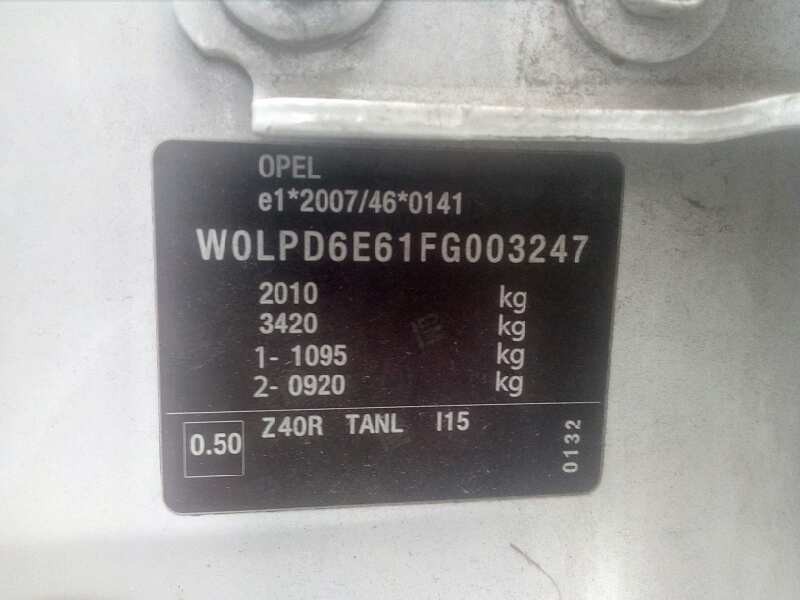 OPEL
e1*2007/46*0141
W0LPD6E61FG003247
2010 kg
3420 kg
1- 1095 kg
2- 0920 kg
0.50 Z40R TANL I15
0132